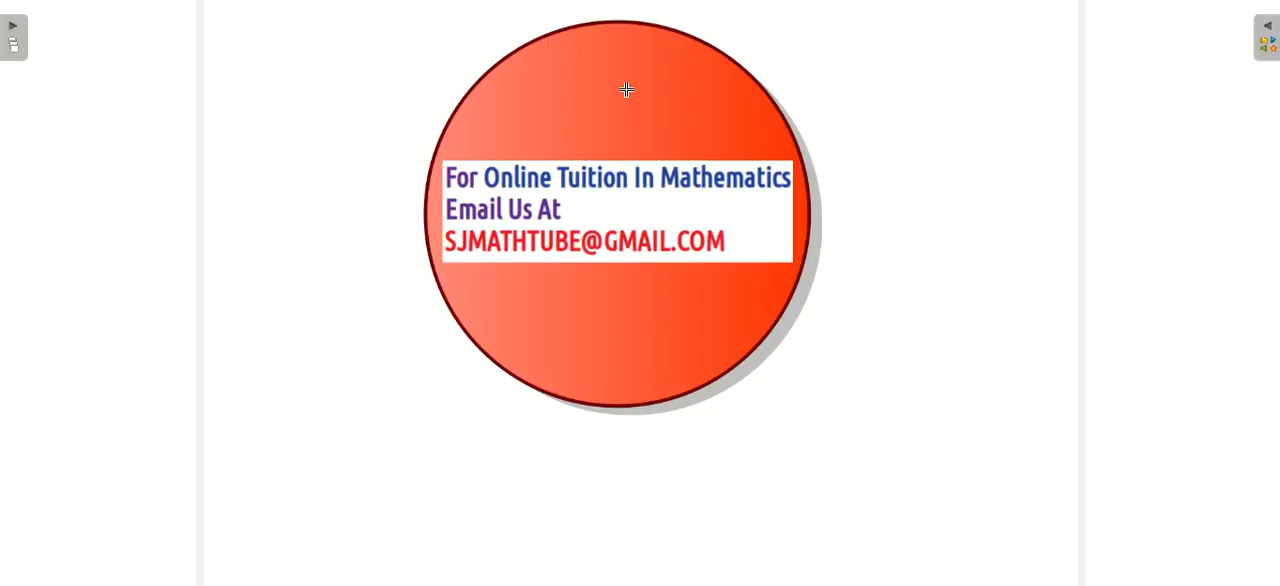 For Online Tuition In Mathematics
Email Us At
SJMATHTUBE@GMAIL.COM